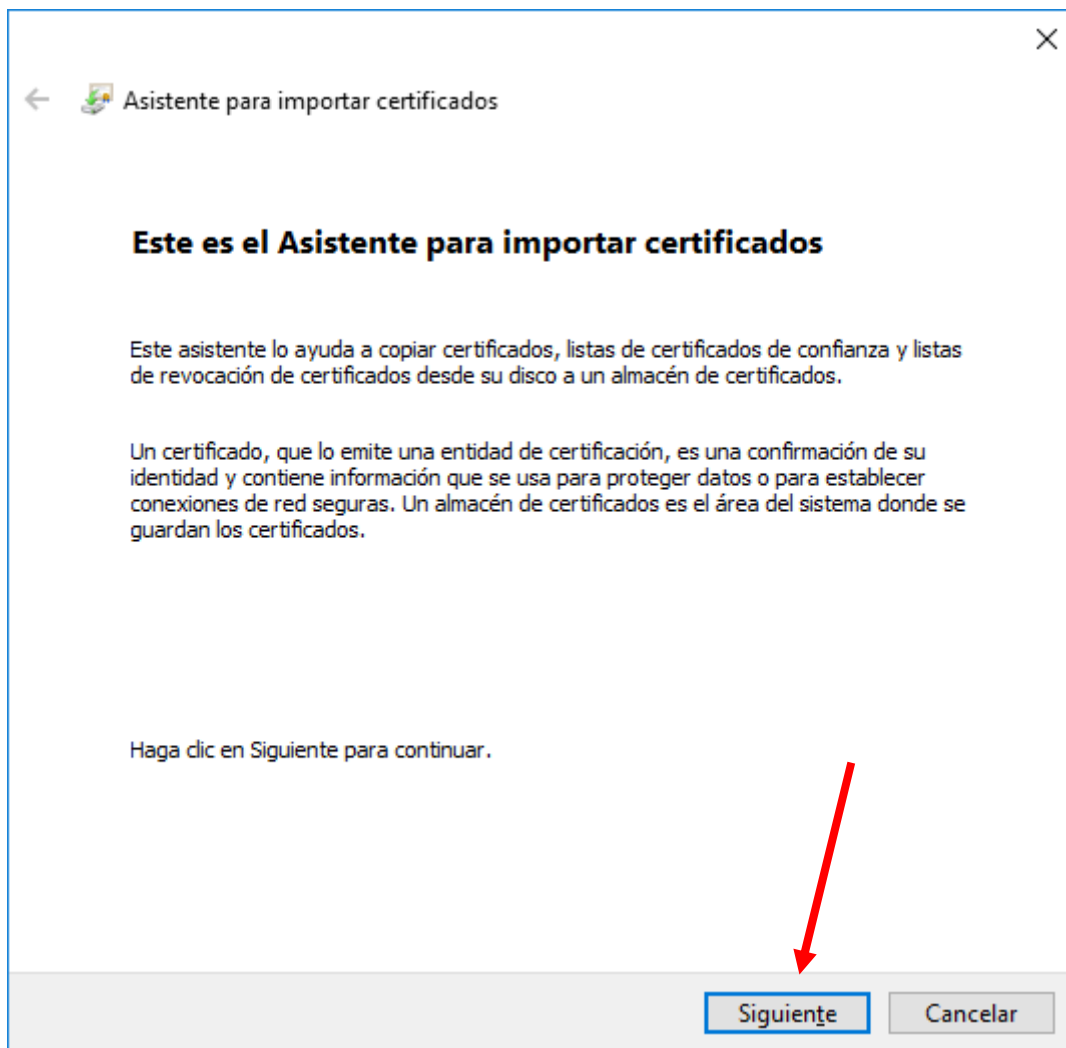 Asistente para importar certificados
Este es el Asistente para importar certificados
Este asistente lo ayuda a copiar certificados, listas de certificados de confianza y listas
de revocación de certificados desde su disco a un almacén de certificados.
Un certificado, que lo emite una entidad de certificación, es una confirmación de su
identidad y contiene información que se usa para proteger datos o para establecer
conexiones de red seguras. Un almacén de certificados es el área del sistema donde se
guardan los certificados.
Haga clic en Siguiente para continuar.
Siguiente
Cancelar